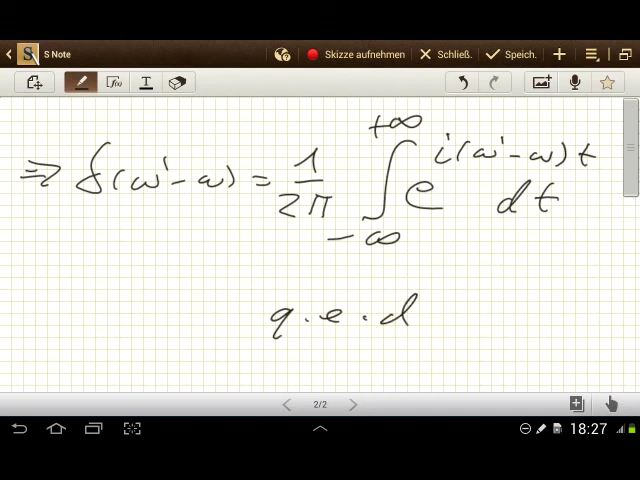 S Note
Skizze aufnehmen
Schließ.
Speich.
f(x)
T
+∞ i(ω'-ω)t
=> δ(ω'-ω) = 1/2π ∫ e dt
-∞
q.e.d
2/2
18:27